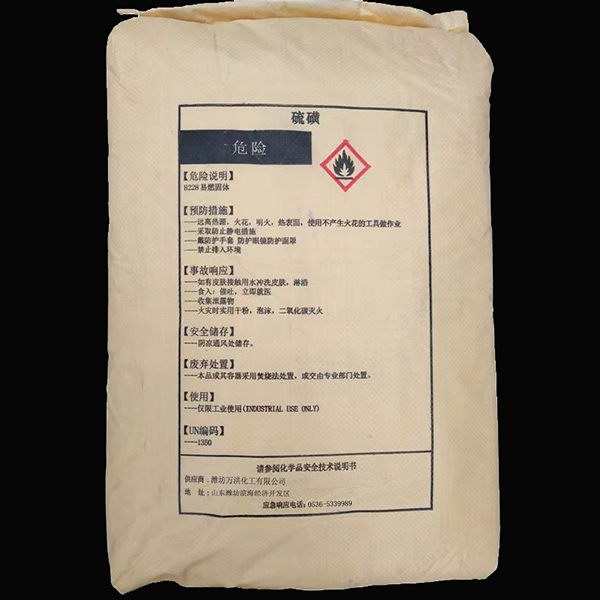 硫磺
危险
【危险说明】
H228易燃固体
【预防措施】
——远离热源，火花，明火，热表面，使用不产生火花的工具做作业
——采取防止静电措施
——戴防护手套 防护眼镜防护面罩
——禁止排入环境
【事故响应】
——如有皮肤接触用水冲洗皮肤，淋浴
——食入：催吐，立即就医
——收集泄露物
——火灾时实用干粉，泡沫，二氧化碳灭火
【安全储存】
——阴凉通风处储存。
【废弃处置】
——本品或其容器采用焚烧法处置，或交由专业部门处置。
【使用】
——仅限工业使用(INDUSTRIAL USE ONLY)
【UN编码】
——1350
请参阅化学品安全技术说明书
供应商：潍坊万洪化工有限公司
地 址：山东潍坊滨海经济开发区
应急响应电话：0536-5339989